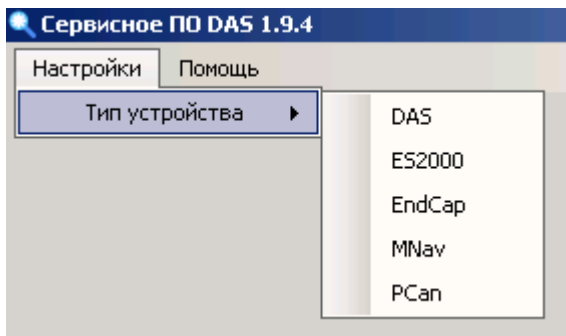 Сервисное ПО DAS 1.9.4
Настройки Помощь
Тип устройства
DAS
ES2000
EndCap
MNav
PCan